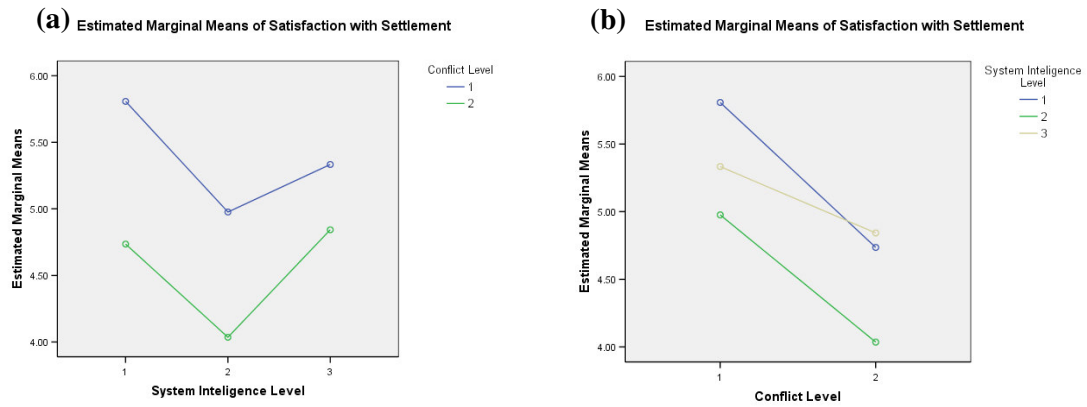 (a) Estimated Marginal Means of Satisfaction with Settlement
Conflict Level
1
2
Estimated Marginal Means
6.00
5.50
5.00
4.50
4.00
1 2 3
System Inteligence Level
(b) Estimated Marginal Means of Satisfaction with Settlement
System Inteligence
Level
1
2
3
Estimated Marginal Means
6.00
5.50
5.00
4.50
4.00
1 2
Conflict Level